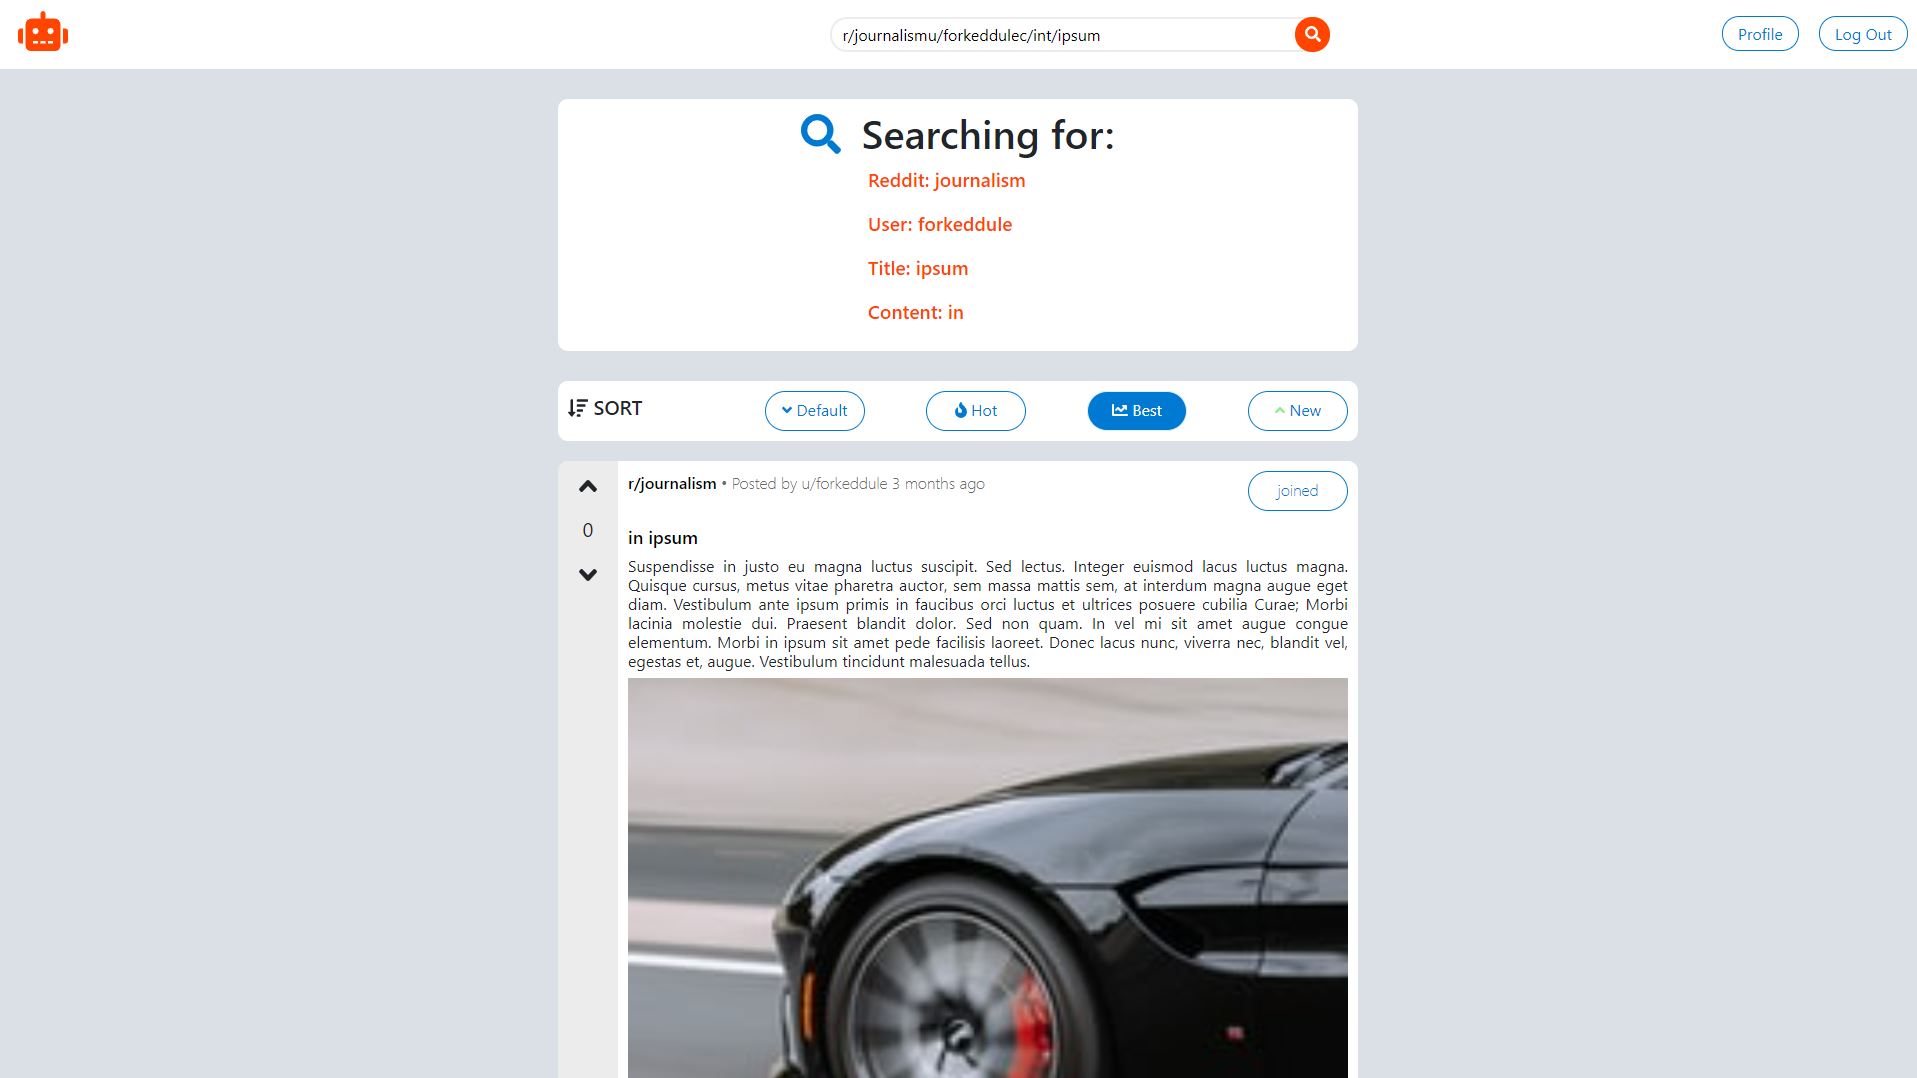 r/journalismu/forkeddulec/int/ipsum
Profile
Log Out
Searching for:
Reddit: journalism
User: forkeddule
Title: ipsum
Content: in
SORT
Default
Hot
Best
New
r/journalism • Posted by u/forkeddule 3 months ago
joined
0
in ipsum
Suspendisse in justo eu magna luctus suscipit. Sed lectus. Integer euismod lacus luctus magna.
Quisque cursus, metus vitae pharetra auctor, sem massa mattis sem, at interdum magna augue eget
diam. Vestibulum ante ipsum primis in faucibus orci luctus et ultrices posuere cubilia Curae; Morbi
lacinia molestie dui. Praesent blandit dolor. Sed non quam. In vel mi sit amet augue congue
elementum. Morbi in ipsum sit amet pede facilisis laoreet. Donec lacus nunc, viverra nec, blandit vel,
egestas et, augue. Vestibulum tincidunt malesuada tellus.